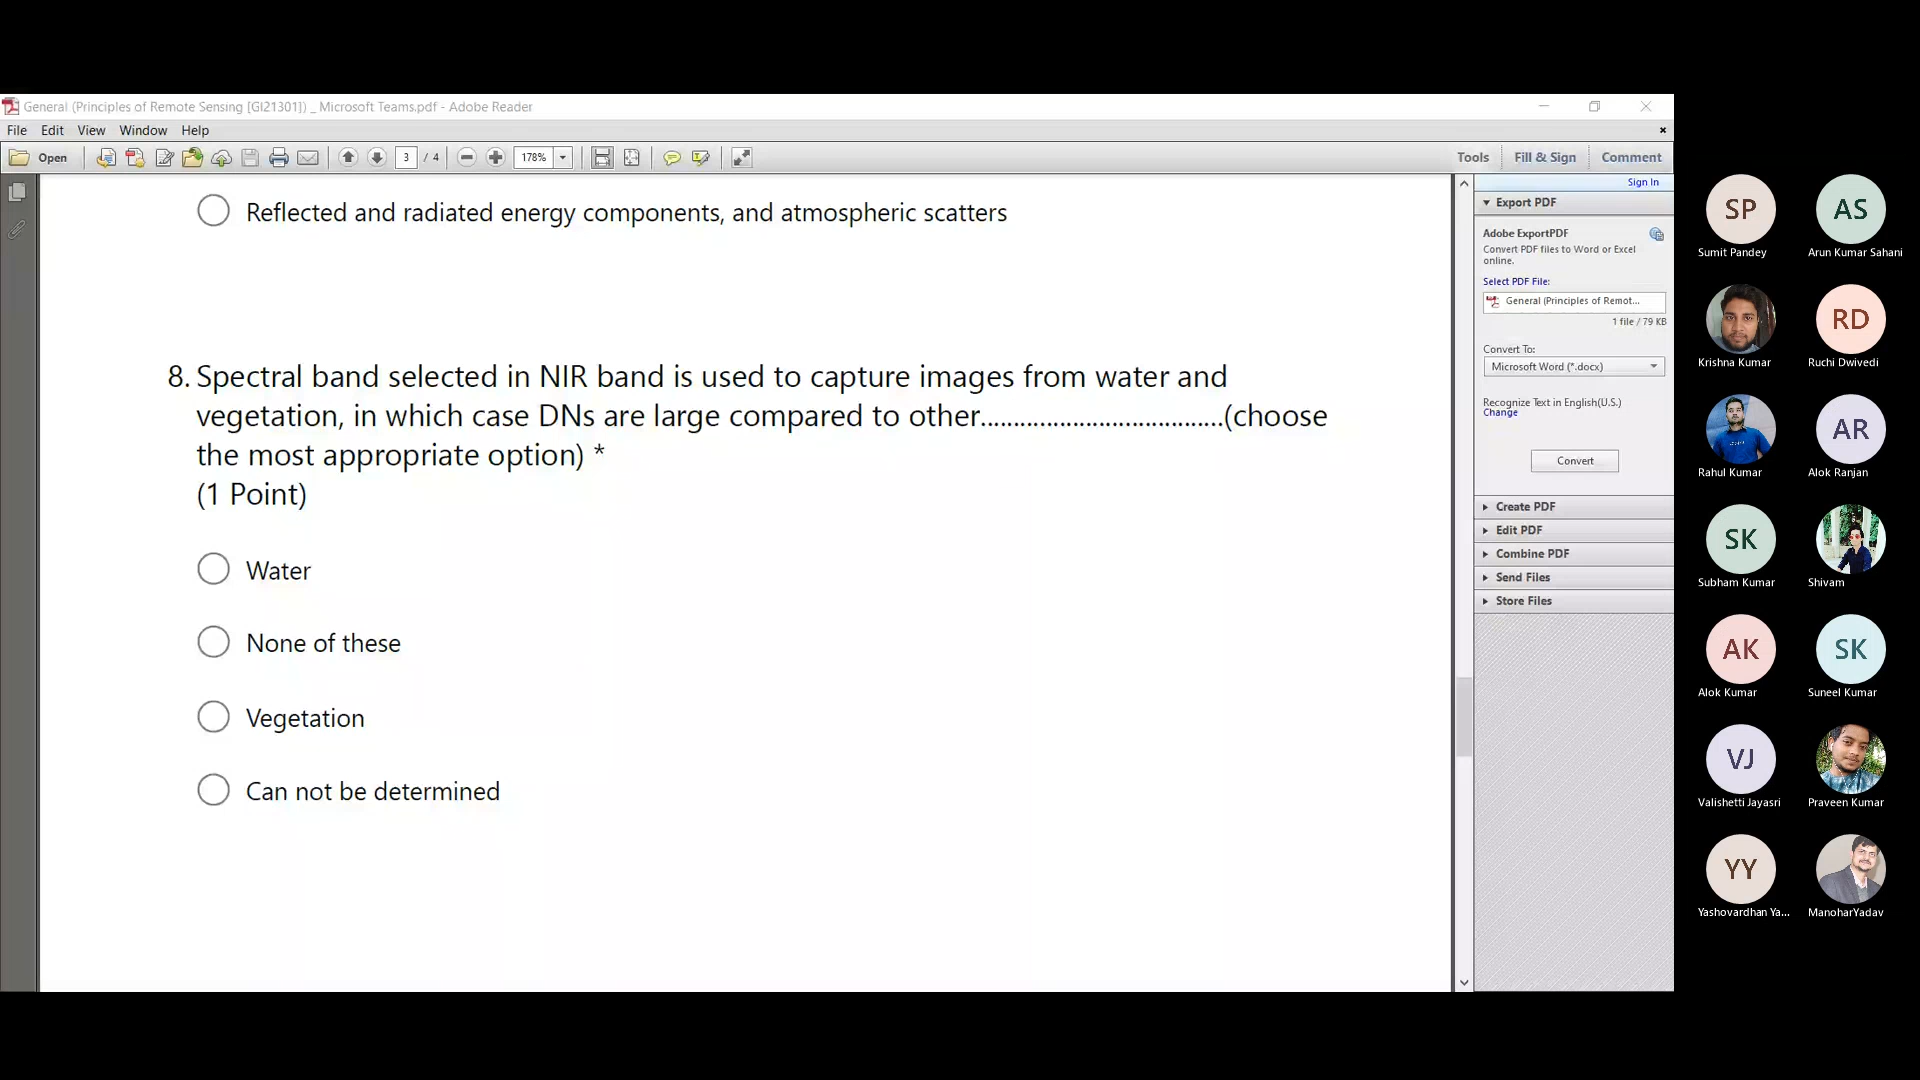 General (Principles of Remote Sensing [GI21301]) _ Microsoft Teams.pdf - Adobe Reader
File Edit View Window Help
Open 3 / 4 178% Tools Fill & Sign Comment
Reflected and radiated energy components, and atmospheric scatters
8. Spectral band selected in NIR band is used to capture images from water and
vegetation, in which case DNs are large compared to other.....................................(choose
the most appropriate option) *
(1 Point)
Water
None of these
Vegetation
Can not be determined
Sign In
Export PDF
Adobe ExportPDF
Convert PDF files to Word or Excel
online.
Select PDF File:
General (Principles of Remot...
1 file / 79 KB
Convert To:
Microsoft Word (*.docx)
Recognize Text in English(U.S.)
Change
Convert
Create PDF
Edit PDF
Combine PDF
Send Files
Store Files
SP AS
Sumit Pandey Arun Kumar Sahani
RD
Krishna Kumar Ruchi Dwivedi
AR
Rahul Kumar Alok Ranjan
SK
Subham Kumar Shivam
AK SK
Alok Kumar Suneel Kumar
VJ
Valishetti Jayasri Praveen Kumar
YY
Yashovardhan Ya... ManoharYadav